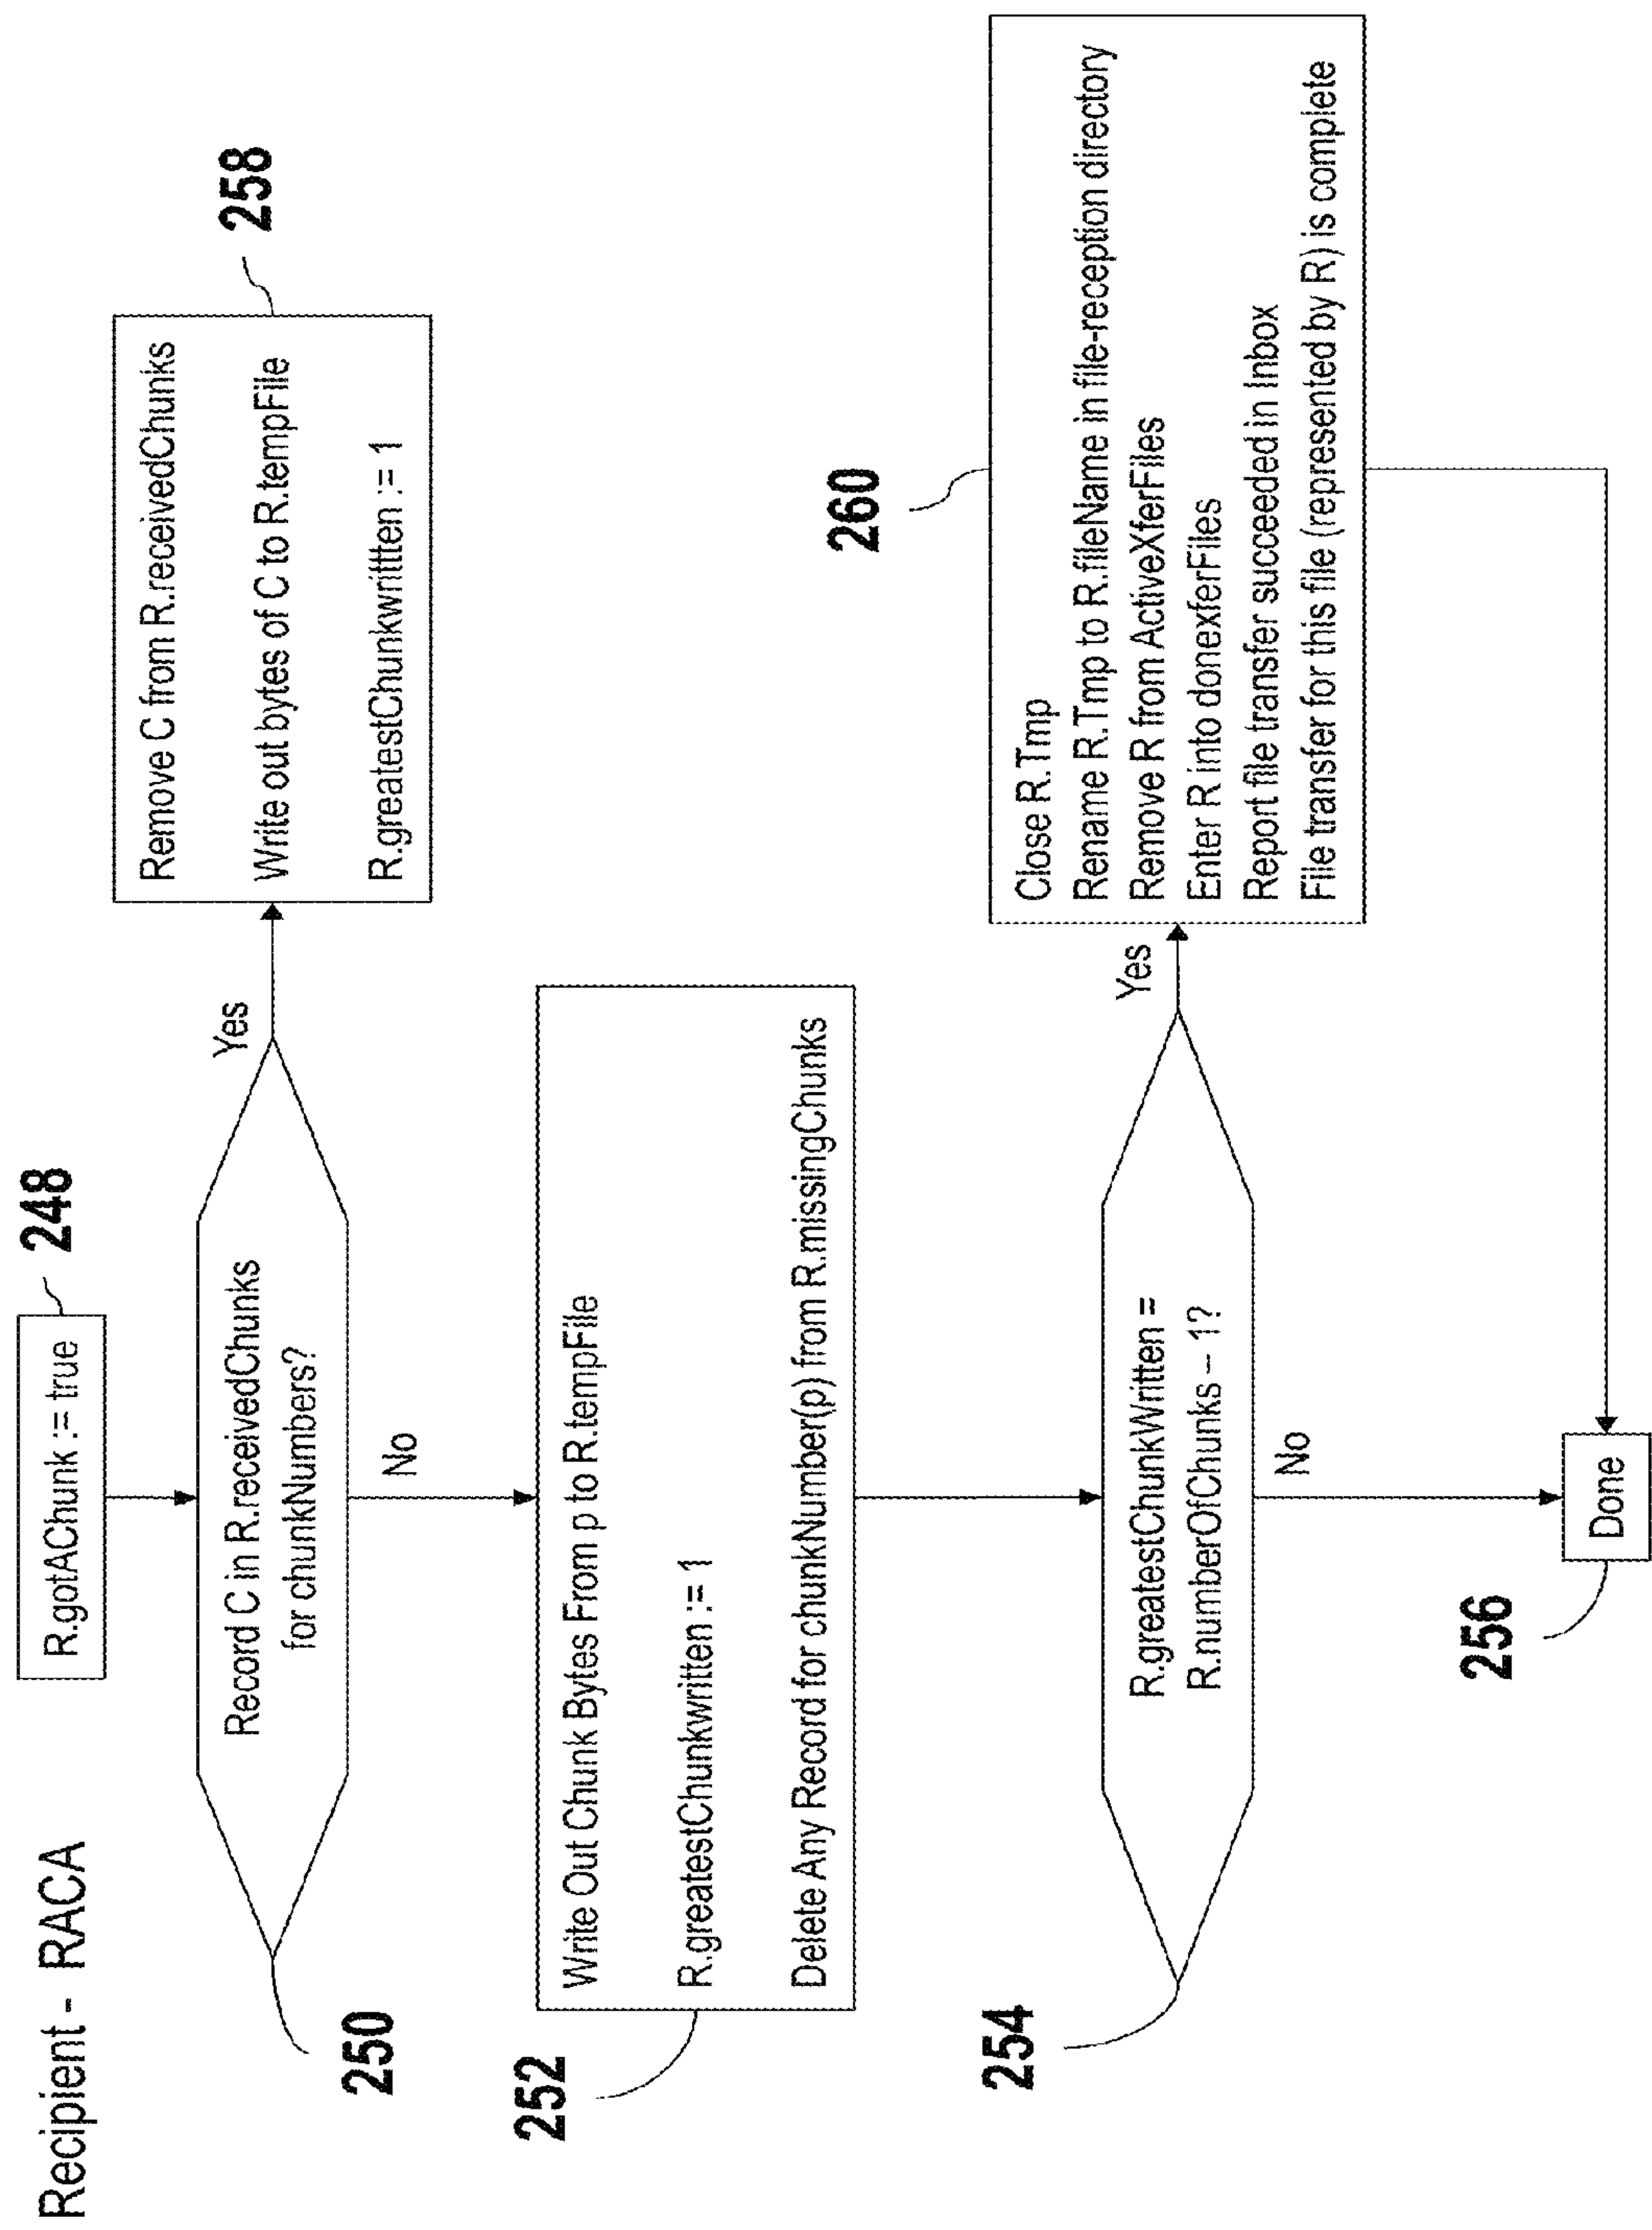 Recipient - RACA
R.gotAChunk := true
248
Record C in R.receivedChunks
for chunkNumbers?
250
Yes
Remove C from R.receivedChunks
Write out bytes of C to R.tempFile
R.greatestChunkwritten := 1
258
No
Write Out Chunk Bytes From p to R.tempFile
R.greatestChunkwritten := 1
Delete Any Record for chunkNumber(p) from R.missingChunks
252
R.greatestChunkWritten =
R.numberOfChunks – 1?
254
Yes
Close R.Tmp
Rename R.Tmp to R.fileName in file-reception directory
Remove R from ActiveXferFiles
Enter R into donexferFiles
Report file transfer succeeded in Inbox
File transfer for this file (represented by R) is complete
260
No
Done
256